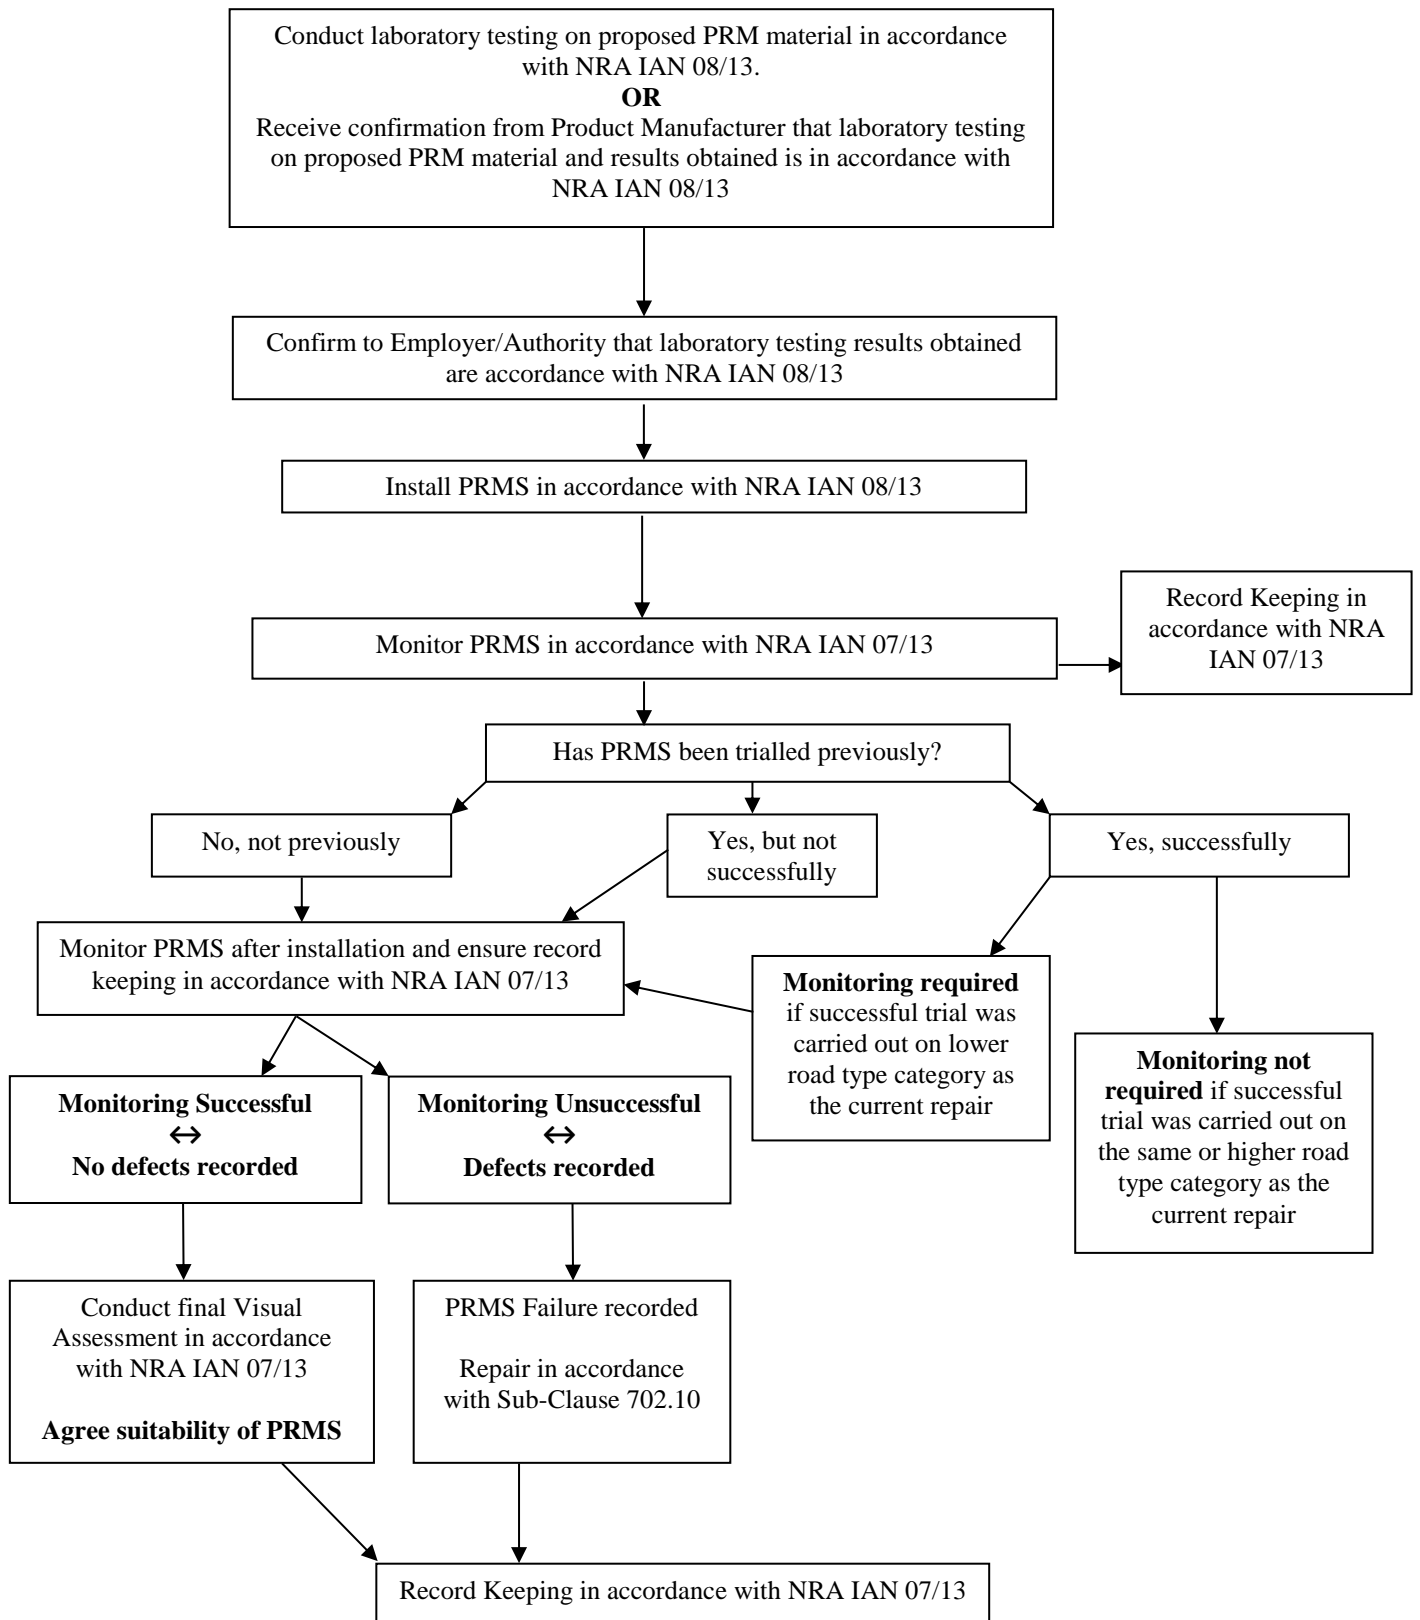 Conduct laboratory testing on proposed PRM material in accordance
with NRA IAN 08/13.
OR
Receive confirmation from Product Manufacturer that laboratory testing
on proposed PRM material and results obtained is in accordance with
NRA IAN 08/13
Confirm to Employer/Authority that laboratory testing results obtained
are accordance with NRA IAN 08/13
Install PRMS in accordance with NRA IAN 08/13
Monitor PRMS in accordance with NRA IAN 07/13
Record Keeping in
accordance with NRA
IAN 07/13
Has PRMS been trialled previously?
No, not previously
Yes, but not
successfully
Yes, successfully
Monitor PRMS after installation and ensure record
keeping in accordance with NRA IAN 07/13
Monitoring required
if successful trial was
carried out on lower
road type category as
the current repair
Monitoring not
required if successful
trial was carried out on
the same or higher road
type category as the
current repair
Monitoring Successful
↔
No defects recorded
Monitoring Unsuccessful
↔
Defects recorded
Conduct final Visual
Assessment in accordance
with NRA IAN 07/13
Agree suitability of PRMS
PRMS Failure recorded
Repair in accordance
with Sub-Clause 702.10
Record Keeping in accordance with NRA IAN 07/13